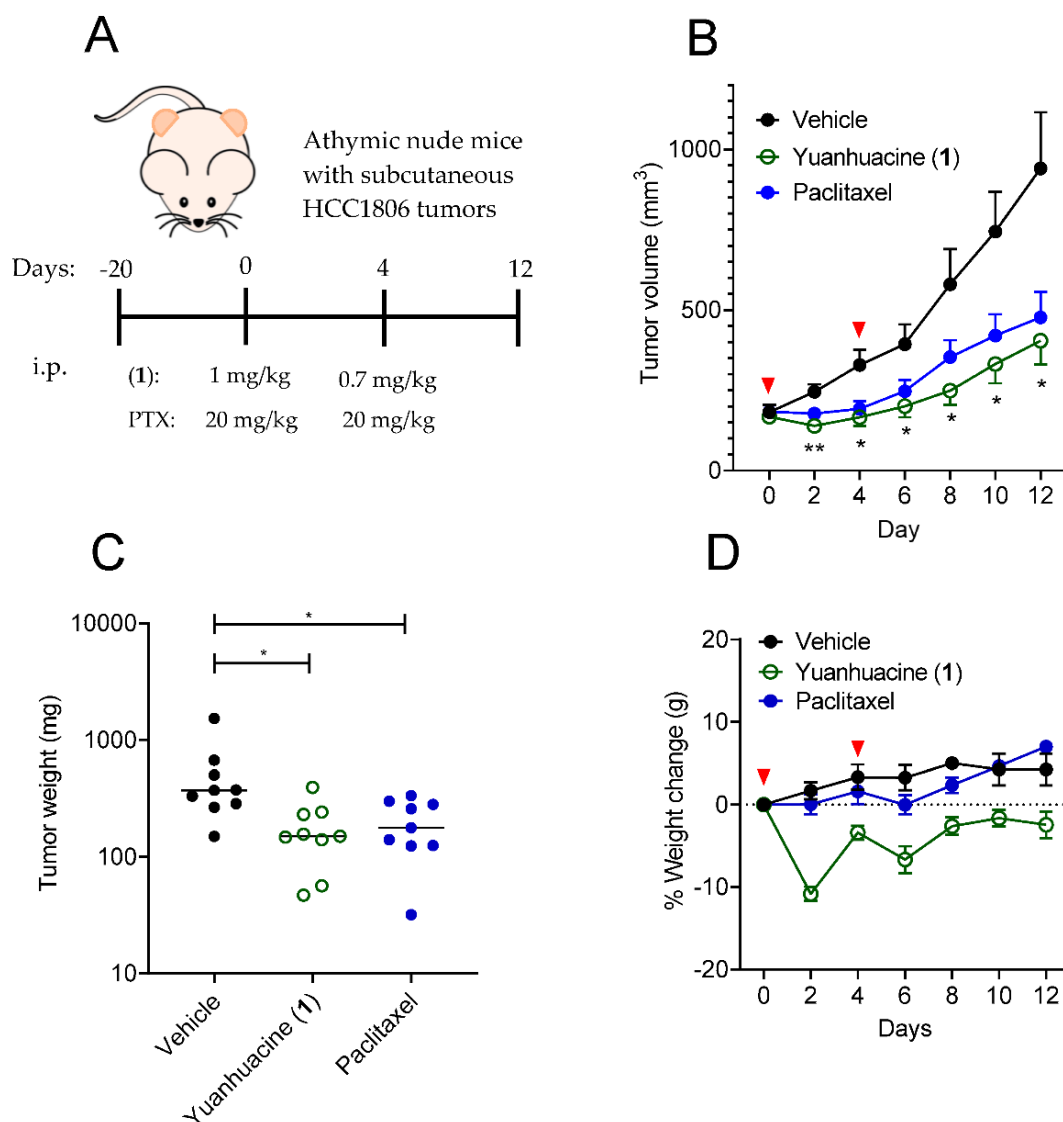 A
Athymic nude mice
with subcutaneous
HCC1806 tumors
Days: -20 0 4 12
i.p.
(1): 1 mg/kg 0.7 mg/kg
PTX: 20 mg/kg 20 mg/kg
B
Vehicle
Yuanhuacine (1)
Paclitaxel
Tumor volume (mm³)
1000
500
0
** * * * * *
0 2 4 6 8 10 12
Day
C
Tumor weight (mg)
10000
1000
100
10
*
*
Vehicle
Yuanhuacine (1)
Paclitaxel
D
Vehicle
Yuanhuacine (1)
Paclitaxel
% Weight change (g)
20
10
0
-10
-20
0 2 4 6 8 10 12
Days